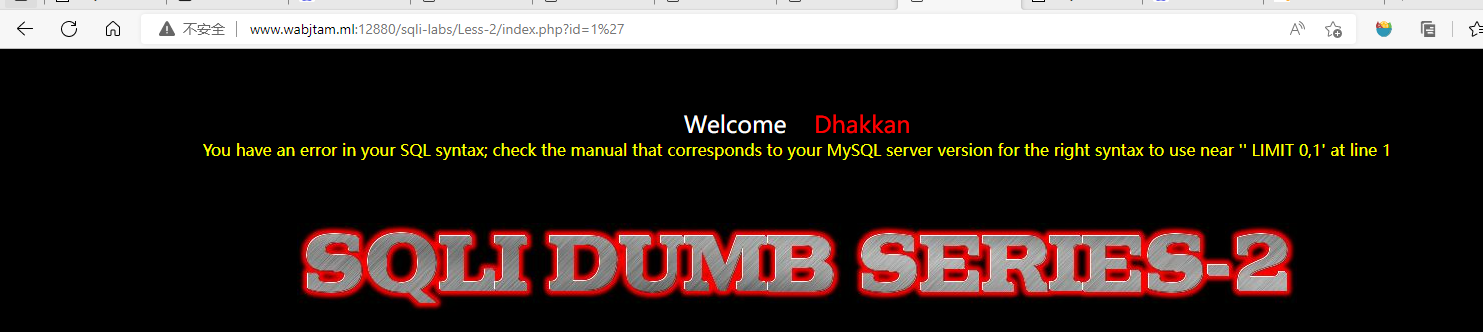 不安全 www.wabjtam.ml:12880/sqli-labs/Less-2/index.php?id=1%27
Welcome Dhakkan
You have an error in your SQL syntax; check the manual that corresponds to your MySQL server version for the right syntax to use near '' LIMIT 0,1' at line 1
SQLI DUMB SERIES-2